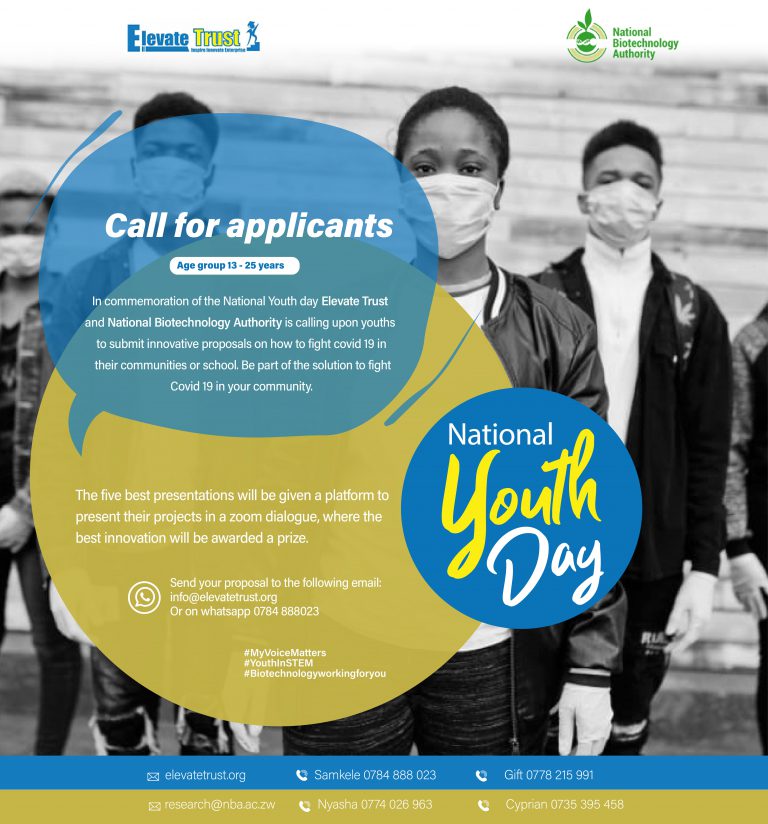 Elevate Trust
Inspire Innovate Enterprise
National
Biotechnology
Authority
Call for applicants
Age group 13 - 25 years
In commemoration of the National Youth day Elevate Trust
and National Biotechnology Authority is calling upon youths
to submit innovative proposals on how to fight covid 19 in
their communities or school. Be part of the solution to fight
Covid 19 in your community.
National
Youth
Day
The five best presentations will be given a platform to
present their projects in a zoom dialogue, where the
best innovation will be awarded a prize.
Send your proposal to the following email:
info@elevatetrust.org
Or on whatsapp 0784 888023
#MyVoiceMatters
#YouthInSTEM
#Biotechnologyworkingforyou
elevatetrust.org Samkele 0784 888 023 Gift 0778 215 991
research@nba.ac.zw Nyasha 0774 026 963 Cyprian 0735 395 458